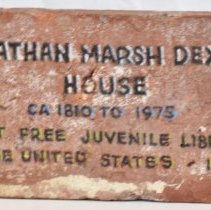 ATHAN MARSH DEX
HOUSE
CA 1810 TO 1975
T FREE JUVENILE LIB
E UNITED STATES -